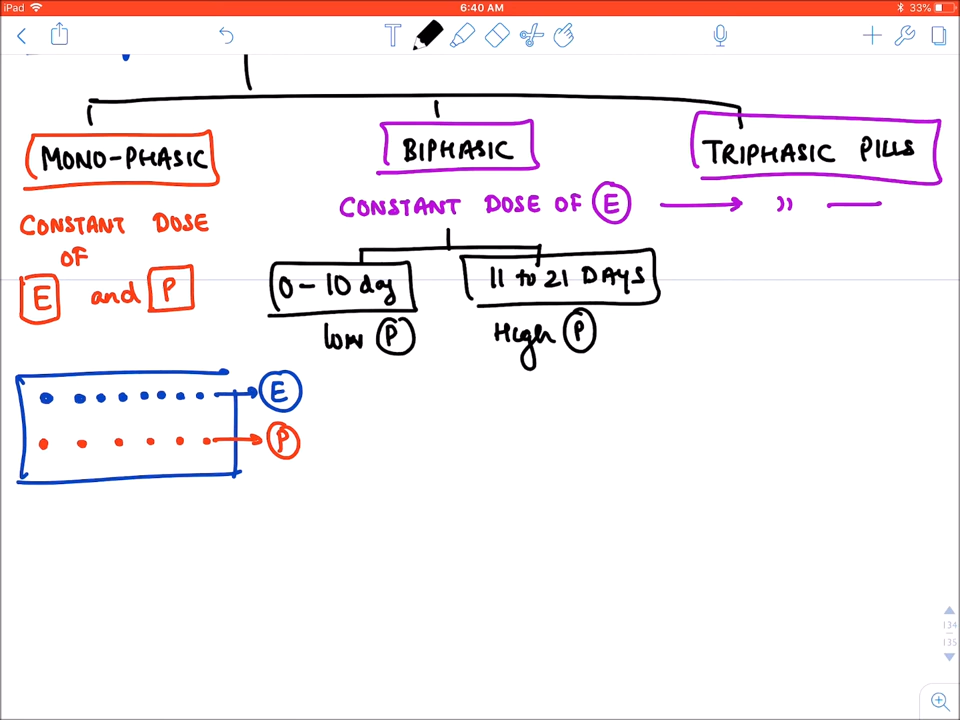 iPad
6:40 AM
33%
T
MONO-PHASIC
BIPHASIC
TRIPHASIC PILLS
CONSTANT DOSE
OF
E and P
CONSTANT DOSE OF E → " —
0-10 day
11 to 21 DAYS
low P
High P
E
P
134
135